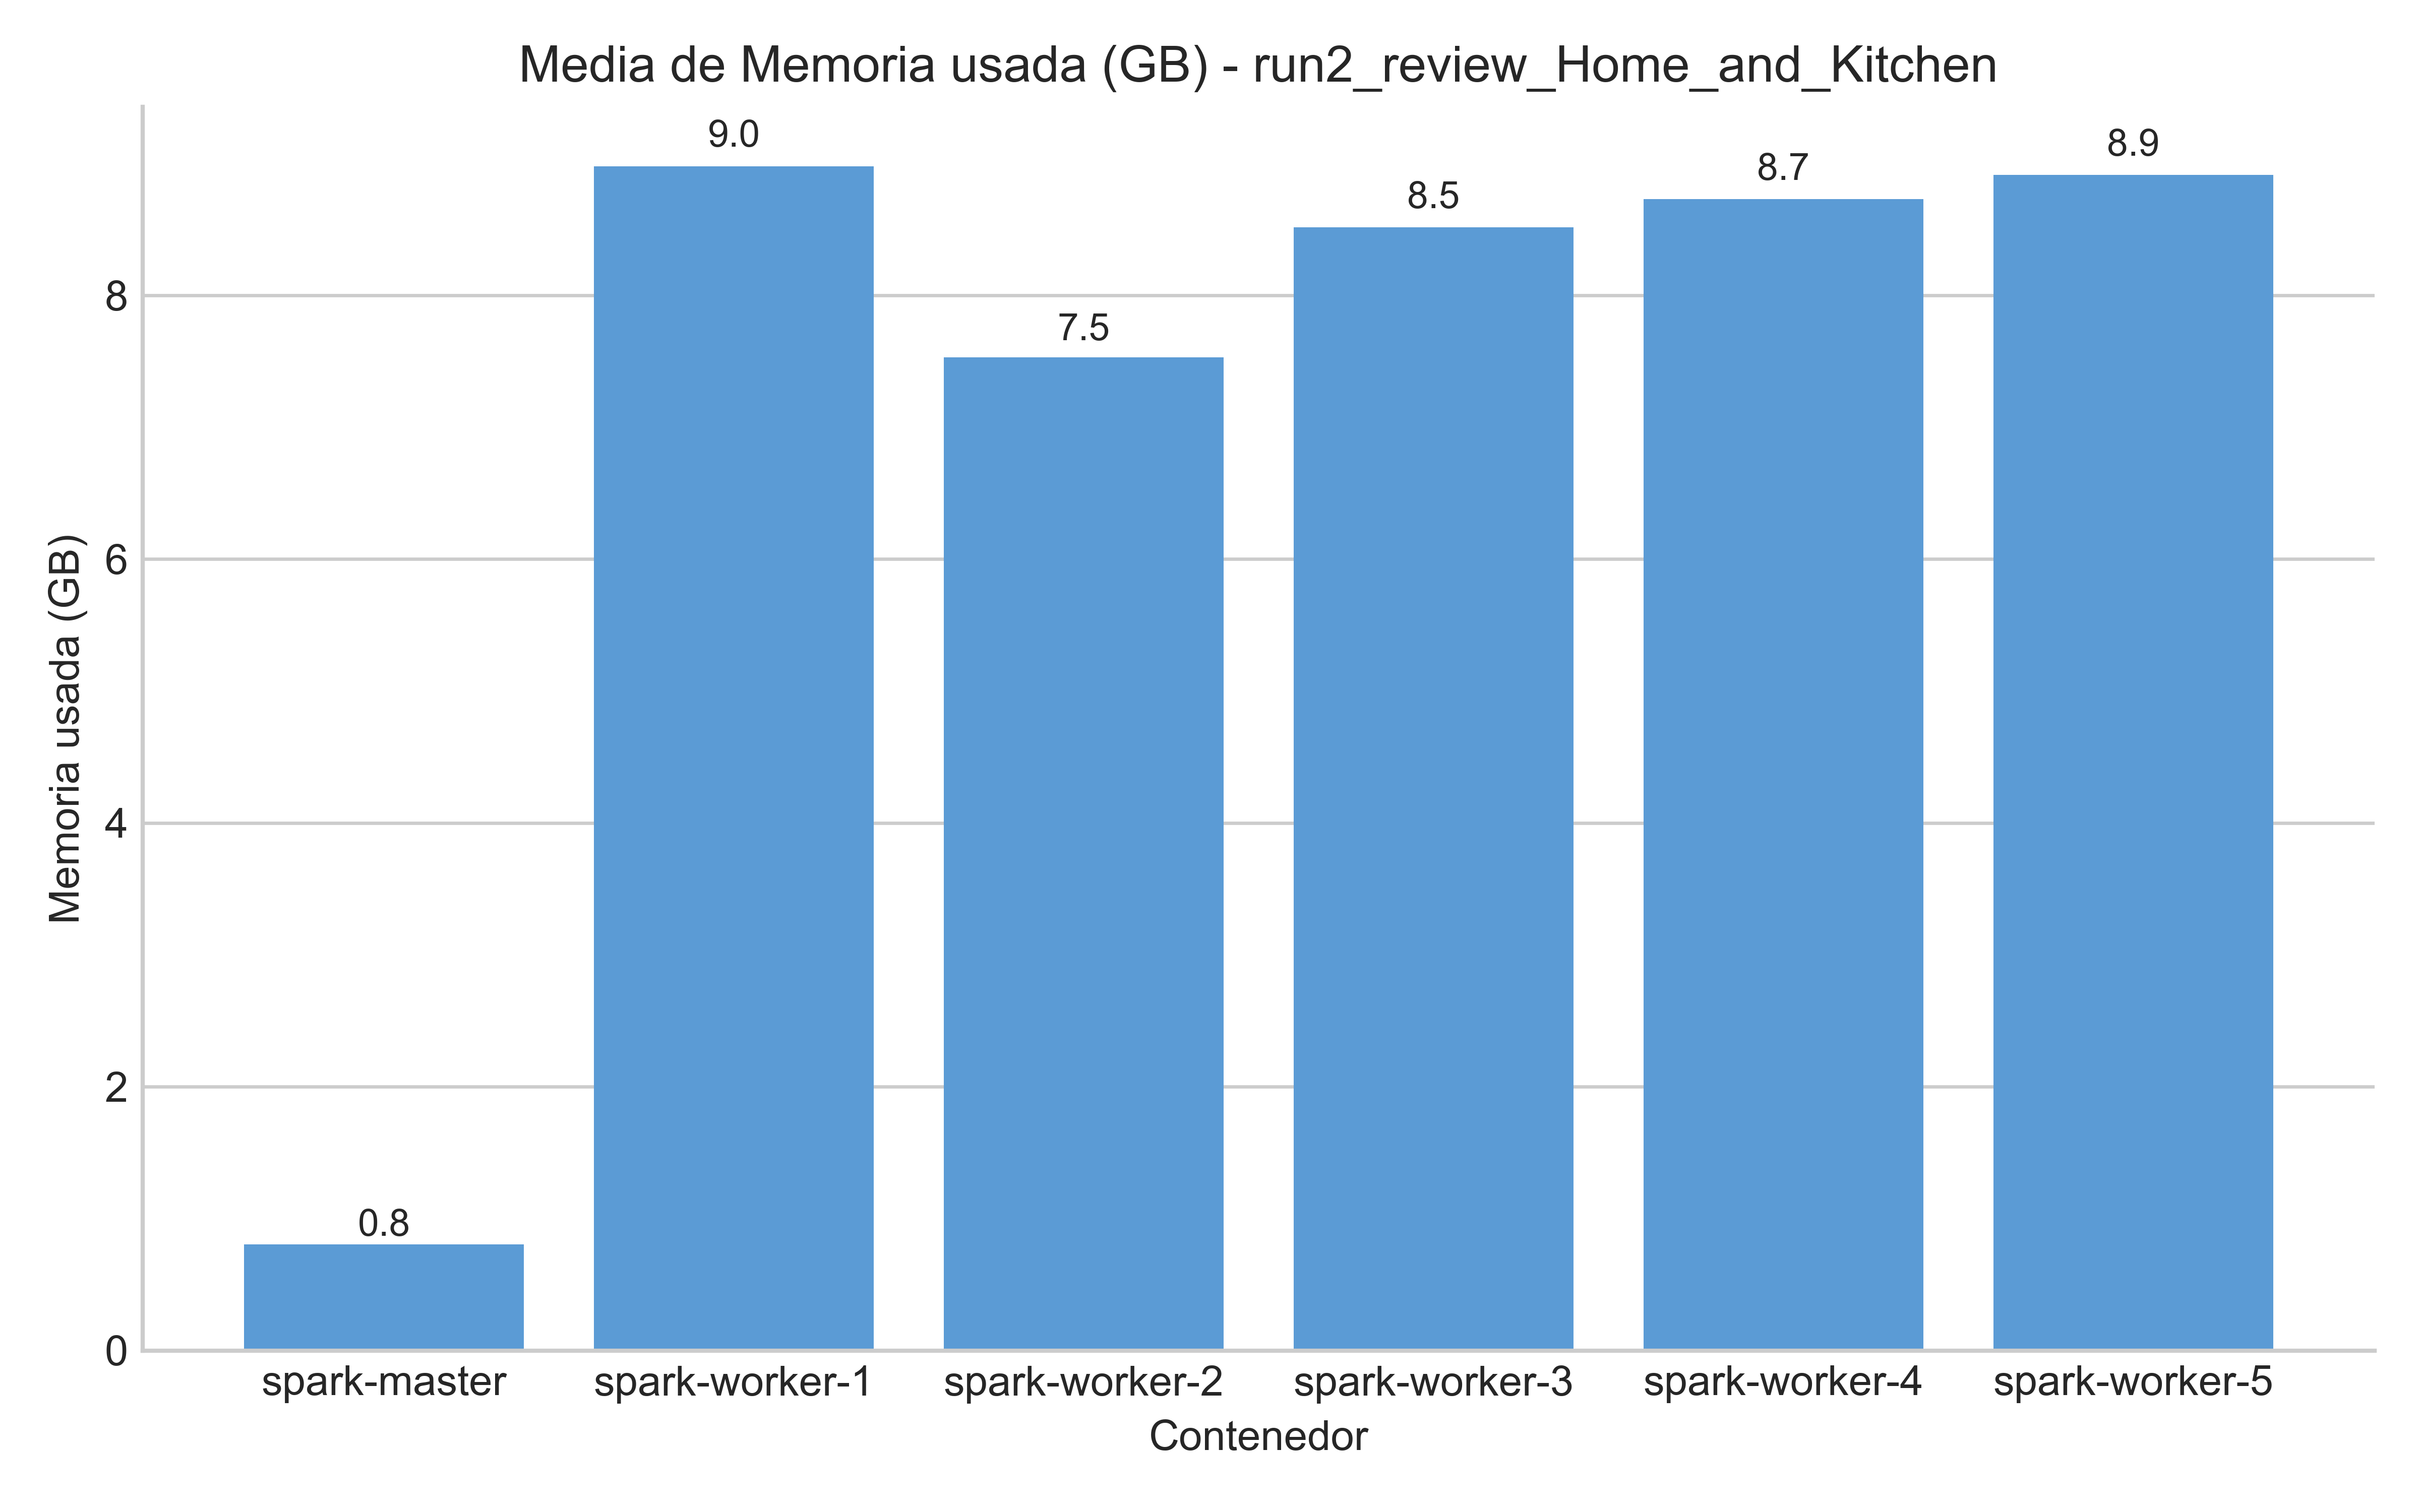 Media de Memoria usada (GB) - run2_review_Home_and_Kitchen
9.0
8.9
8.7
8.5
7.5
0.8
8
6
4
2
0
Memoria usada (GB)
spark-master spark-worker-1 spark-worker-2 spark-worker-3 spark-worker-4 spark-worker-5
Contenedor